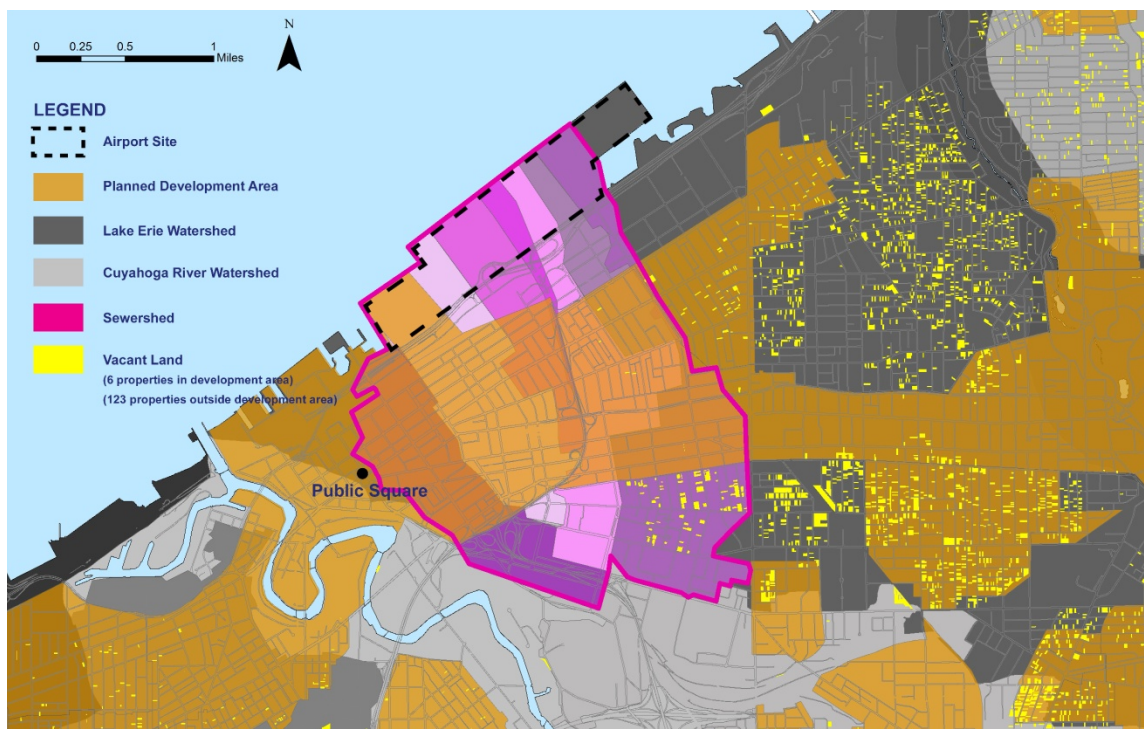 N
0 0.25 0.5 1
Miles
LEGEND
Airport Site
Planned Development Area
Lake Erie Watershed
Cuyahoga River Watershed
Sewershed
Vacant Land
(6 properties in development area)
(123 properties outside development area)
Public Square